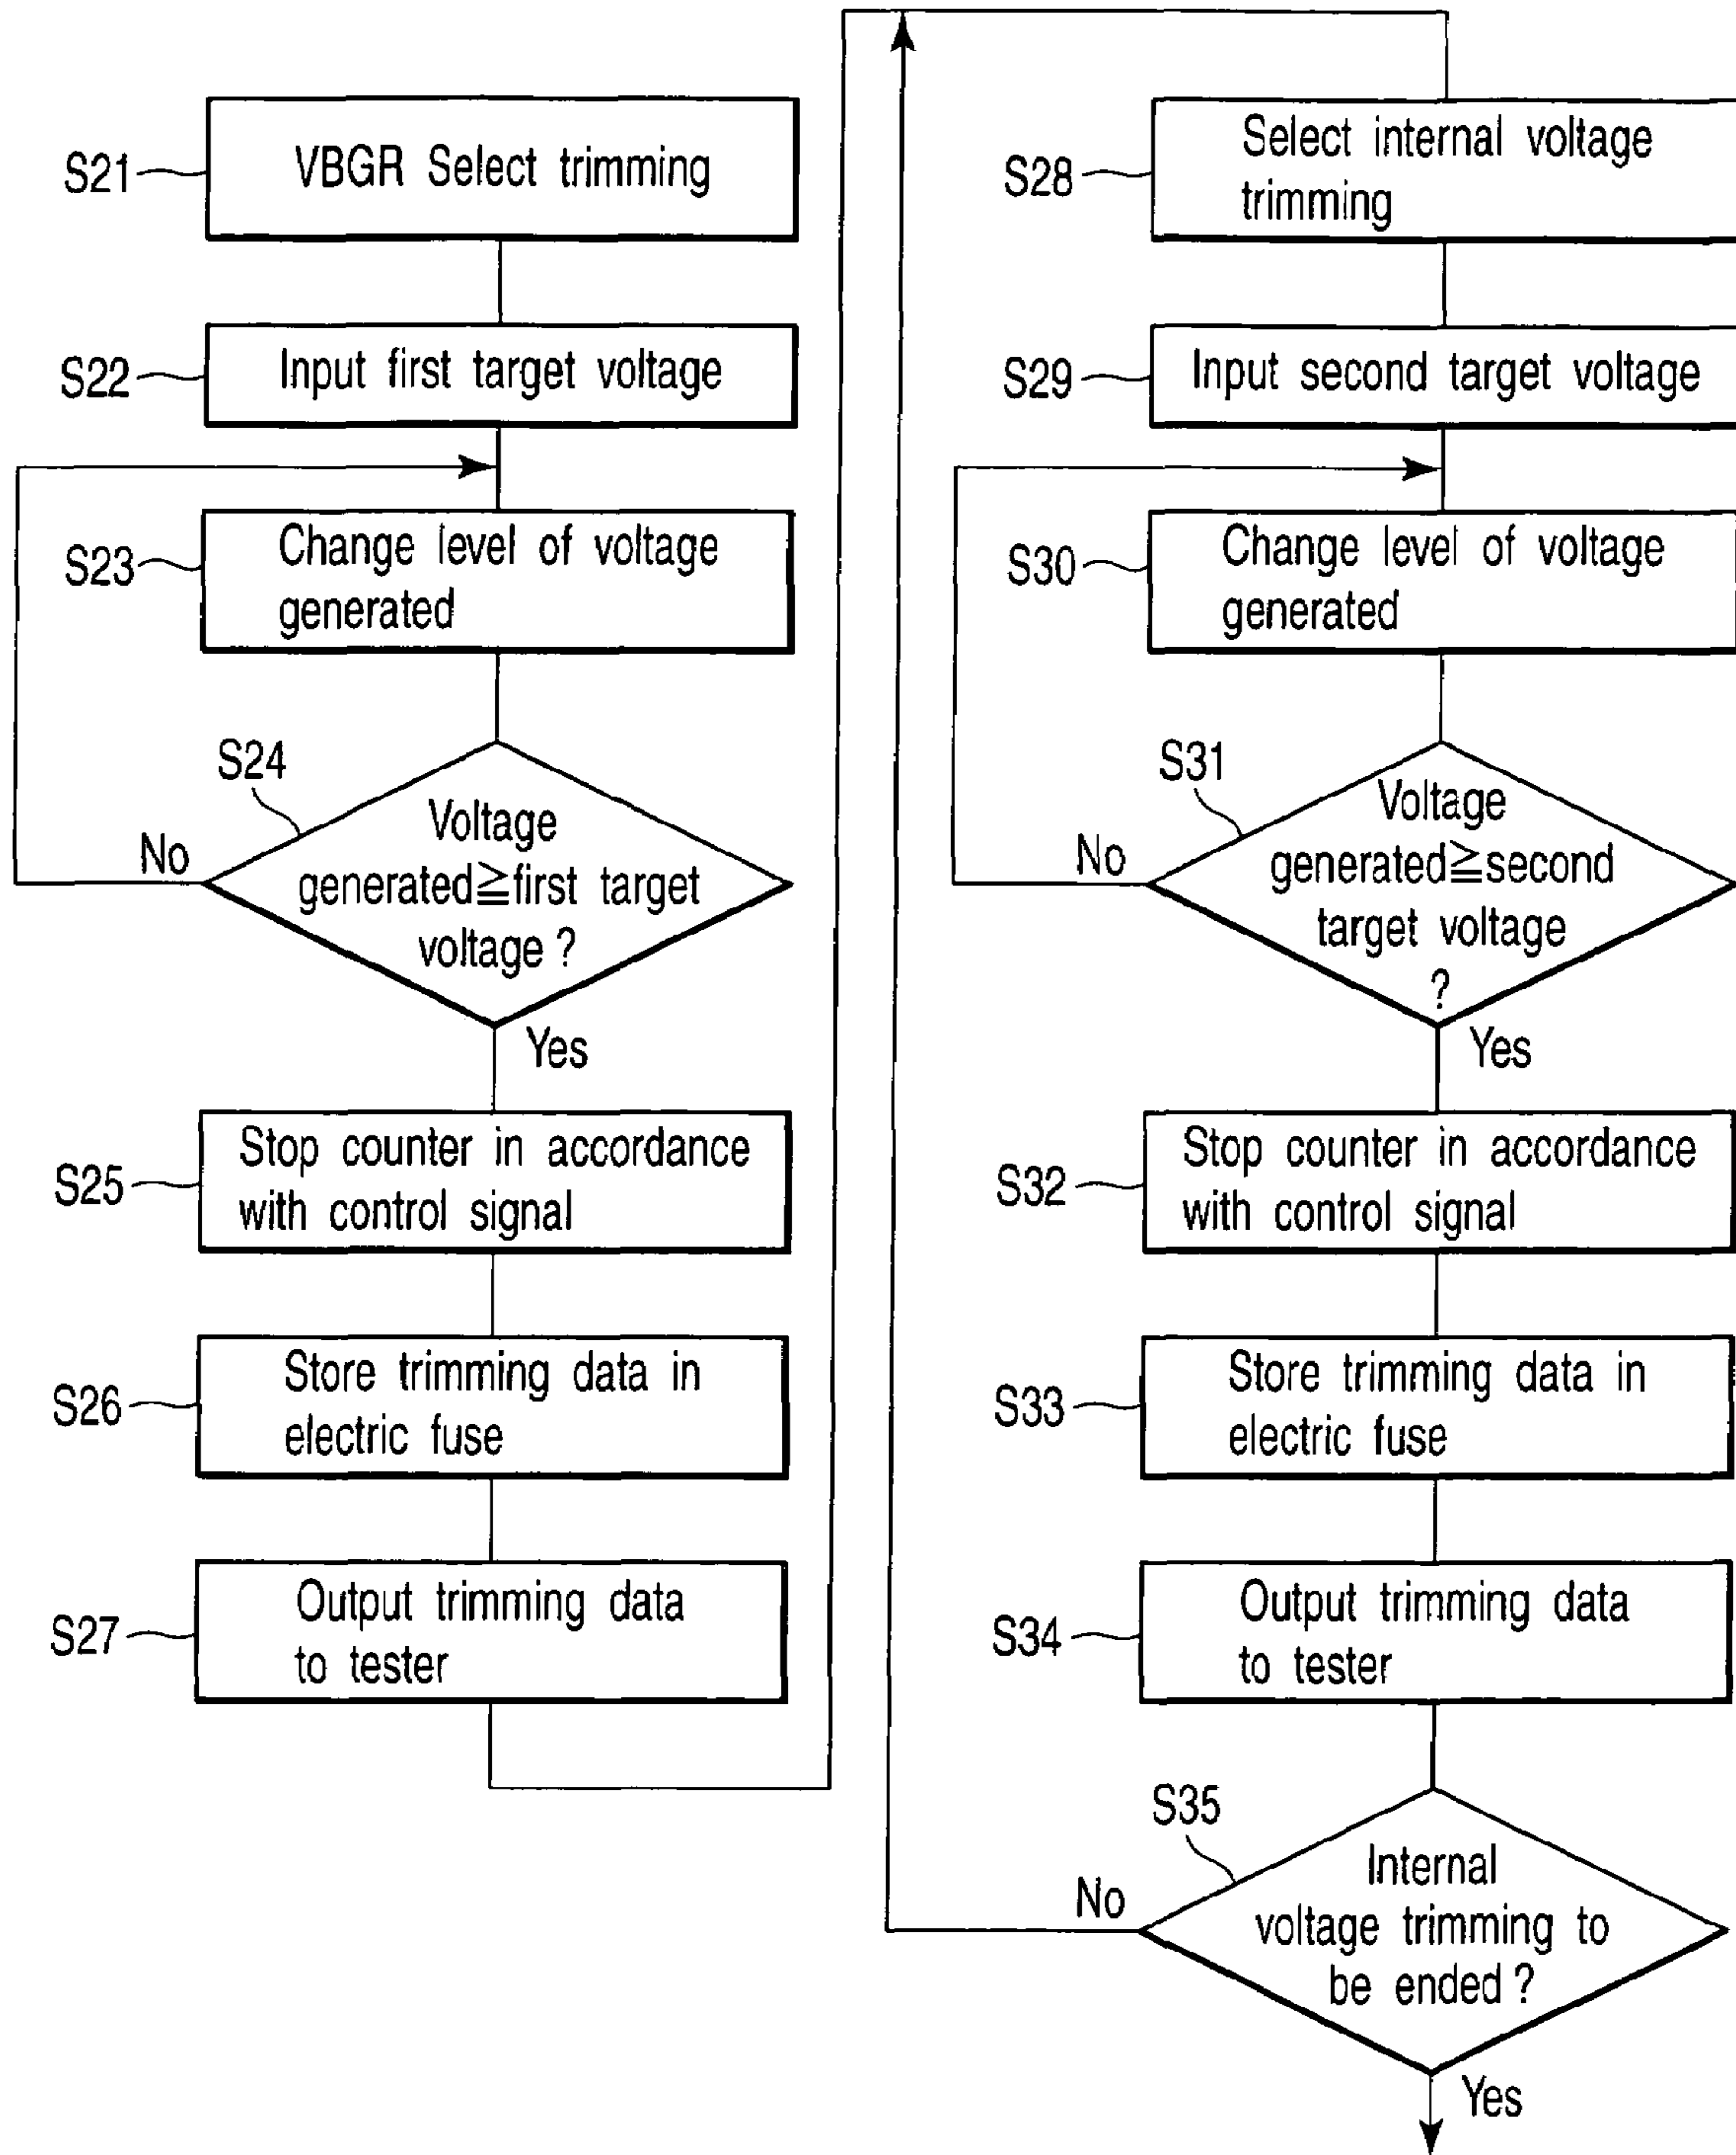 S21
VBGR Select trimming
S22
Input first target voltage
S23
Change level of voltage
generated
S24
Voltage
generated≧first target
voltage ?
No
Yes
S25
Stop counter in accordance
with control signal
S26
Store trimming data in
electric fuse
S27
Output trimming data
to tester
S28
Select internal voltage
trimming
S29
Input second target voltage
S30
Change level of voltage
generated
S31
Voltage
generated≧second
target voltage
?
No
Yes
S32
Stop counter in accordance
with control signal
S33
Store trimming data in
electric fuse
S34
Output trimming data
to tester
S35
Internal
voltage trimming to
be ended ?
No
Yes